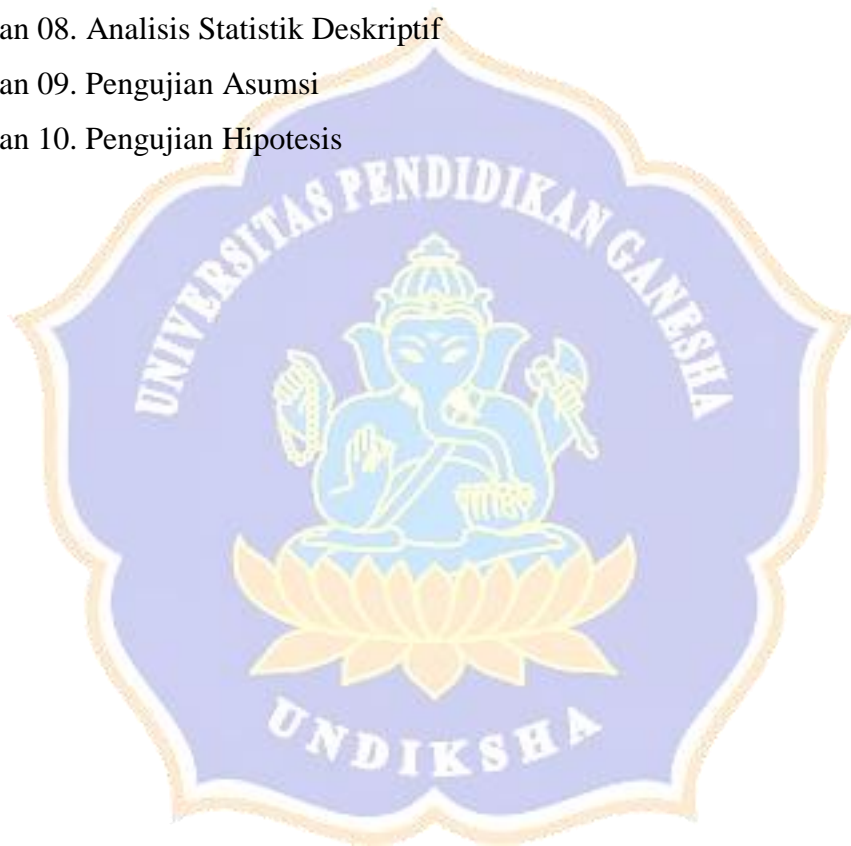 an 08. Analisis Statistik Deskriptif
an 09. Pengujian Asumsi
an 10. Pengujian Hipotesis
UNIVERSITAS PENDIDIKAN GANESHA
UNDIKSHA